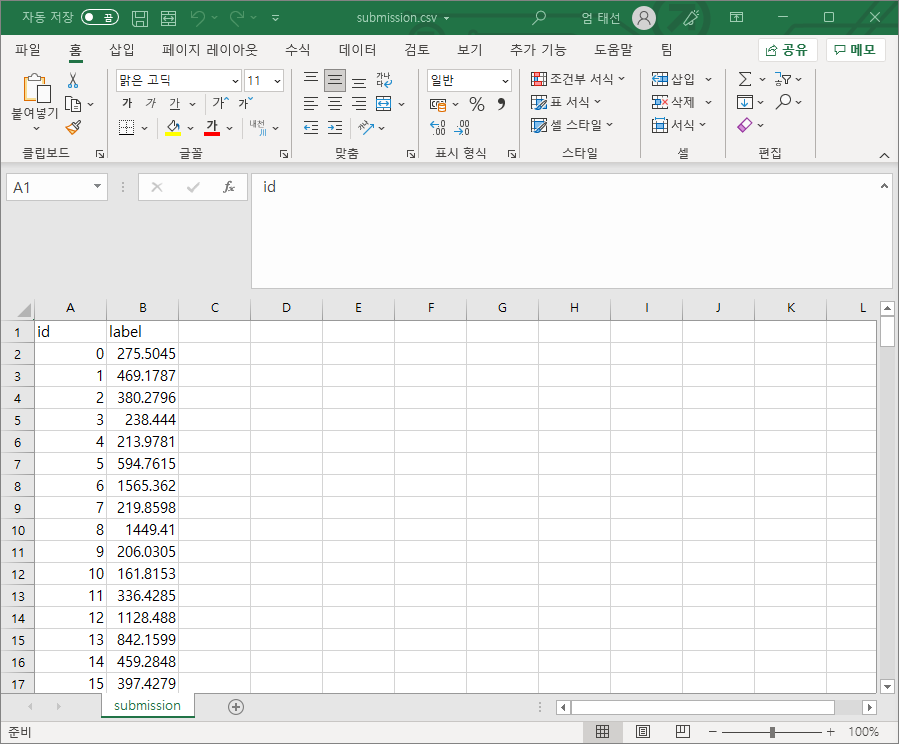 자동 저장 끔 submission.csv 엄 태선
파일 홈 삽입 페이지 레이아웃 수식 데이터 검토 보기 추가 기능 도움말 팀 공유 메모
붙여넣기
맑은 고딕 11
가 가 가 가 가
가 내천
가나다
일반
% 9
.00 .00
조건부 서식
표 서식
셀 스타일
삽입
삭제
서식
클립보드 글꼴 맞춤 표시 형식 스타일 셀 편집
A1 fx id
A B C D E F G H I J K L
1 id label
2 0 275.5045
3 1 469.1787
4 2 380.2796
5 3 238.444
6 4 213.9781
7 5 594.7615
8 6 1565.362
9 7 219.8598
10 8 1449.41
11 9 206.0305
12 10 161.8153
13 11 336.4285
14 12 1128.488
15 13 842.1599
16 14 459.2848
17 15 397.4279
submission
준비 100%